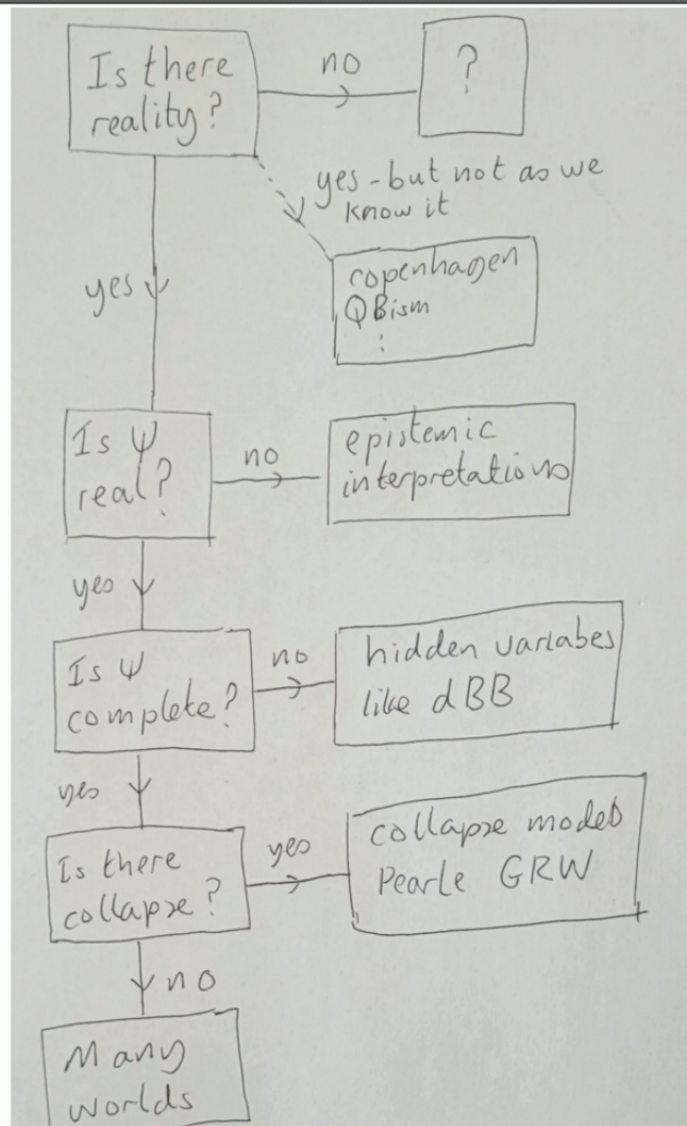 Is there
reality?
no
?
yes - but not as we
know it
copenhagen
QBism
:
yes
Is Ψ
real?
no
epistemic
interpretations
yes
Is Ψ
complete?
no
hidden variabes
like dBB
yes
Is there
collapse?
yes
collapse models
Pearle GRW
no
Many
worlds